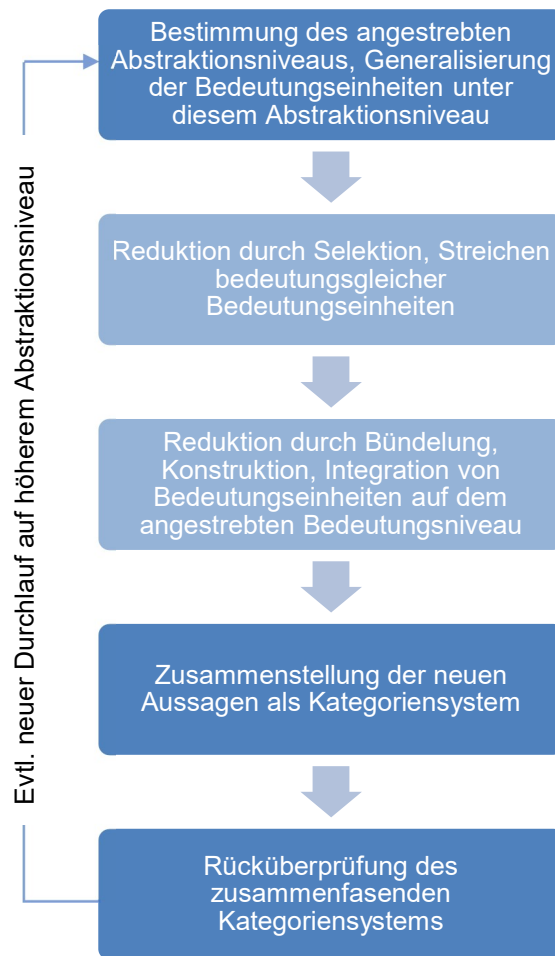 Bestimmung des angestrebten
Abstraktionsniveaus, Generalisierung
der Bedeutungseinheiten unter
diesem Abstraktionsniveau
Reduktion durch Selektion, Streichen
bedeutungsgleicher
Bedeutungseinheiten
Reduktion durch Bündelung,
Konstruktion, Integration von
Bedeutungseinheiten auf dem
angestrebten Bedeutungsniveau
Zusammenstellung der neuen
Aussagen als Kategoriensystem
Rücküberprüfung des
zusammenfasenden
Kategoriensystems
Evtl. neuer Durchlauf auf höherem Abstraktionsniveau